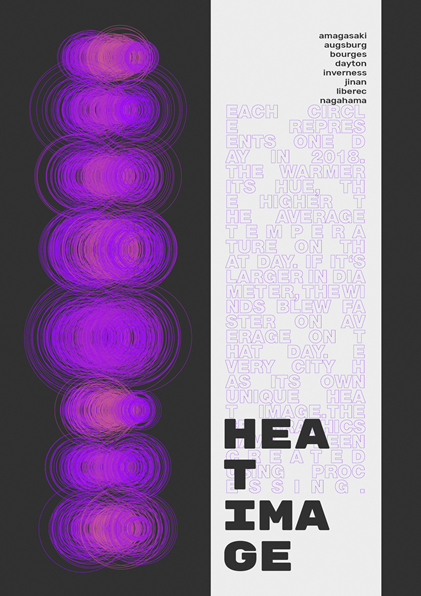 amagasaki
augsburg
bourges
dayton
inverness
jinan
liberec
nagahama
EACH CIRCL
E REPRES
ENTS ONE D
AY IN 2018.
THE WARMER
ITS HUE, TH
E HIGHER T
HE AVERAGE
TEMPERA
TURE ON TH
AT DAY. IF IT'S
LARGER IN DIA
METER, THE WI
NDS BLEW FA
STER ON AV
ERAGE ON T
HAT DAY. E
VERY CITY H
AS ITS OWN
UNIQUE HEA
T IMAGE. THE
CREATED
USING PROC
ESSING.
HEA
T
IMA
GE